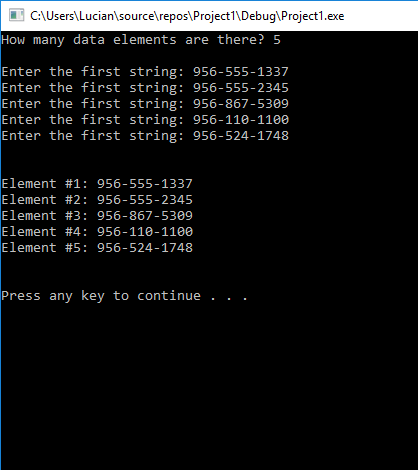 C:\Users\Lucian\source\repos\Project1\Debug\Project1.exe
How many data elements are there? 5
Enter the first string: 956-555-1337
Enter the first string: 956-555-2345
Enter the first string: 956-867-5309
Enter the first string: 956-110-1100
Enter the first string: 956-524-1748
Element #1: 956-555-1337
Element #2: 956-555-2345
Element #3: 956-867-5309
Element #4: 956-110-1100
Element #5: 956-524-1748
Press any key to continue . . .